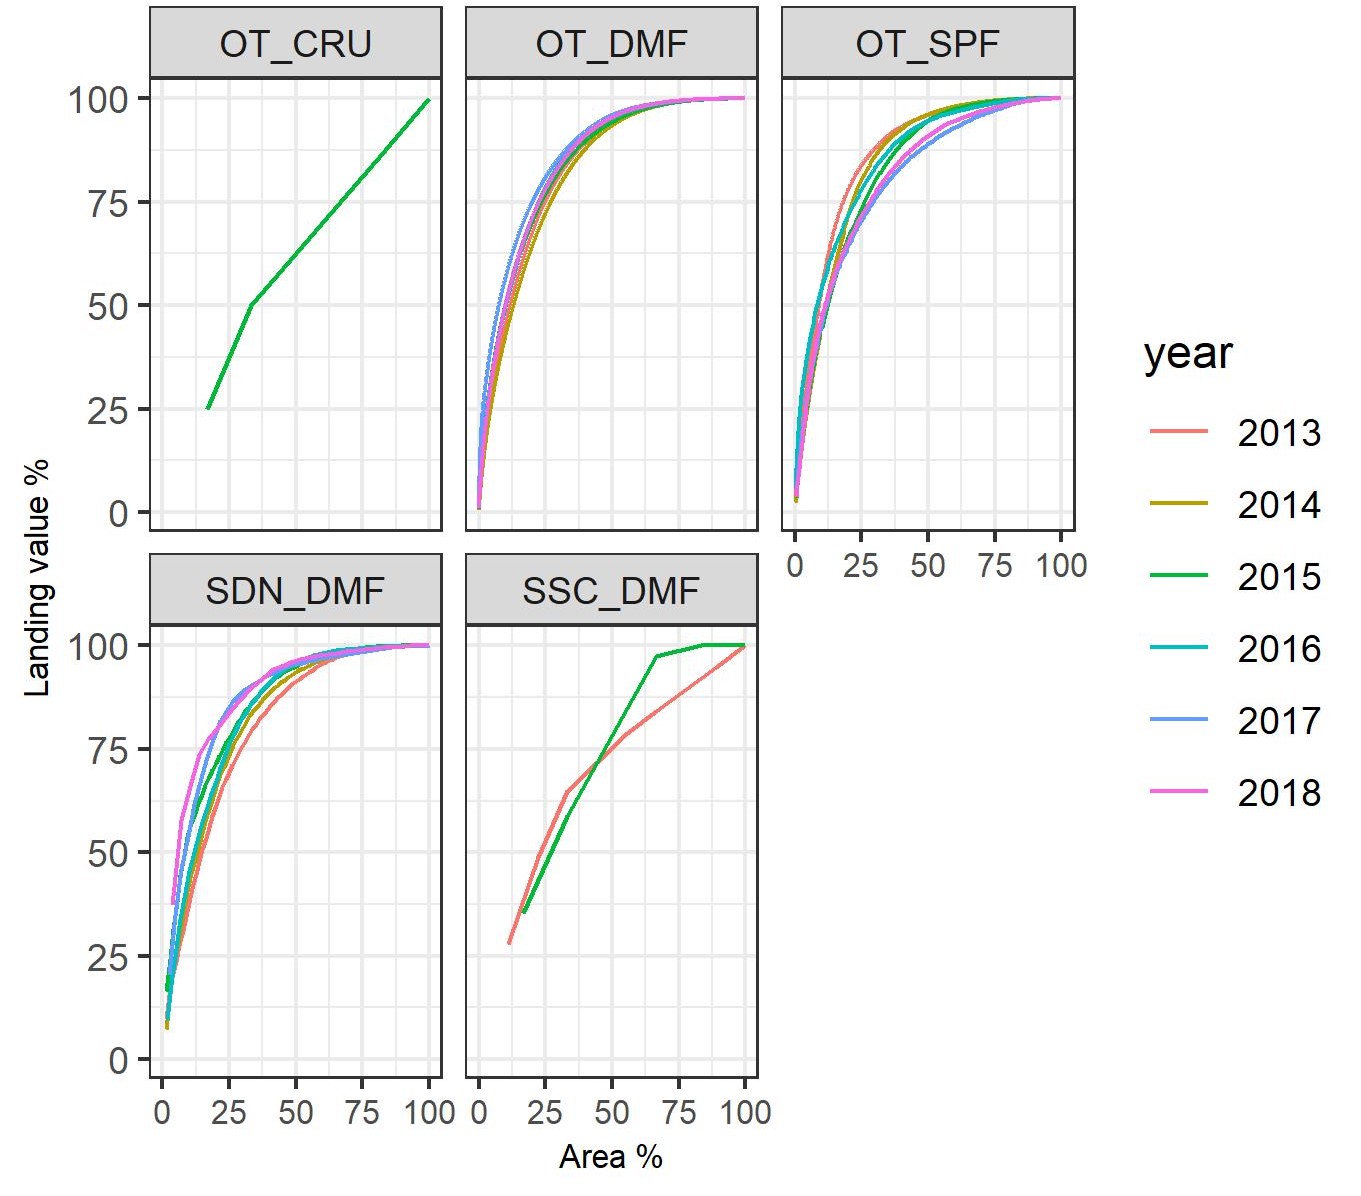 OT_CRU OT_DMF OT_SPF
100
75
50
25
0
0 25 50 75 100
SDN_DMF SSC_DMF
100
75
50
25
0
0 25 50 75 100 0 25 50 75 100
Landing value %
Area %
year
2013
2014
2015
2016
2017
2018